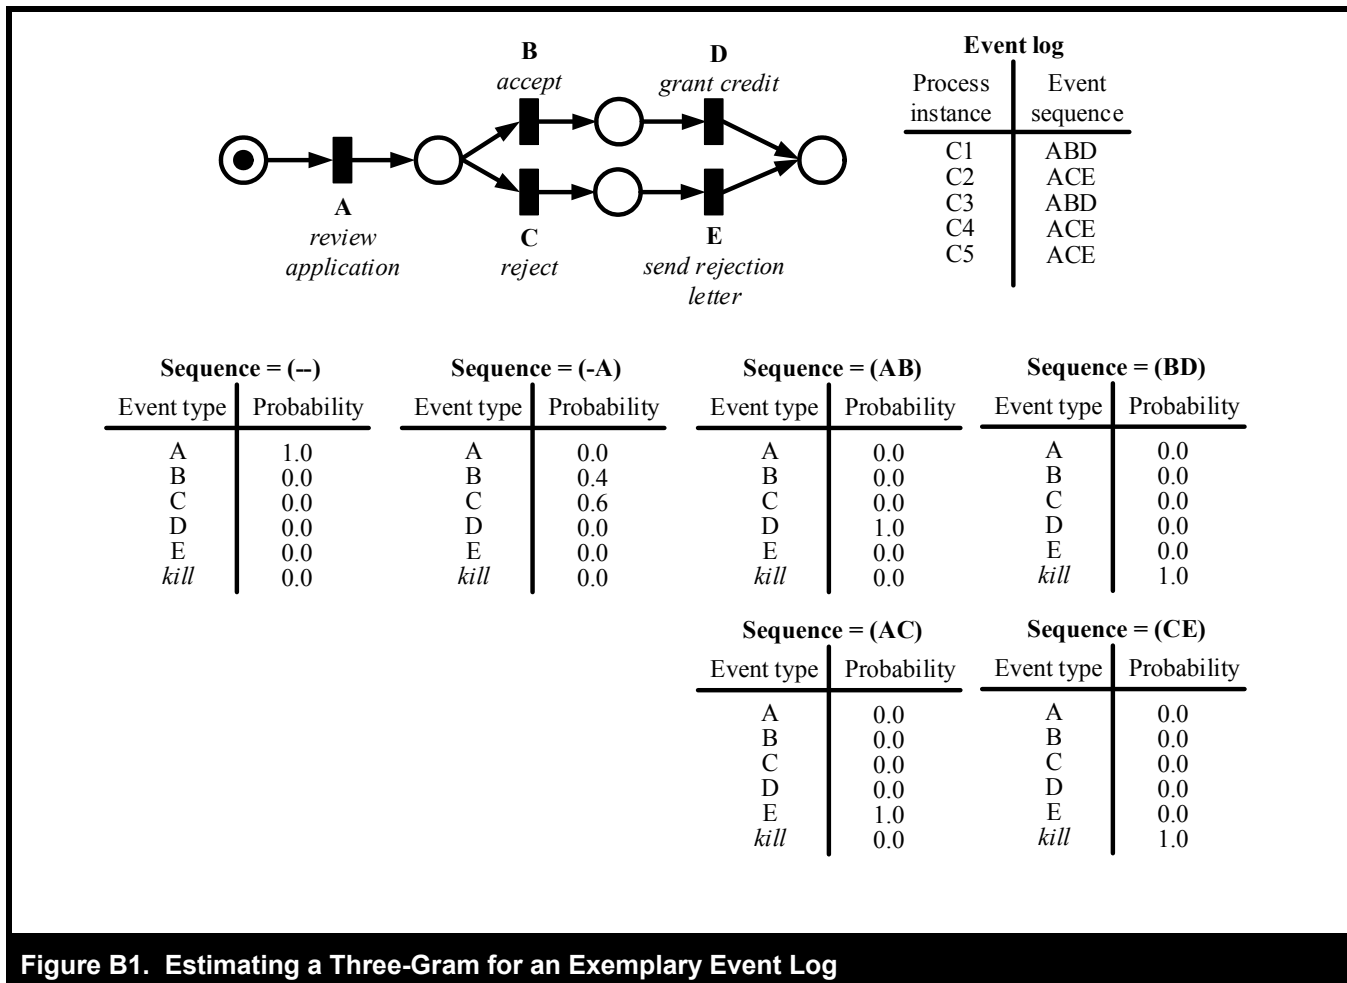 B
accept
D
grant credit
A
review
application
C
reject
E
send rejection
letter
Event log
Process instance Event sequence
C1 ABD
C2 ACE
C3 ABD
C4 ACE
C5 ACE
Sequence = (--)
Event type Probability
A 1.0
B 0.0
C 0.0
D 0.0
E 0.0
kill 0.0
Sequence = (-A)
Event type Probability
A 0.0
B 0.4
C 0.6
D 0.0
E 0.0
kill 0.0
Sequence = (AB)
Event type Probability
A 0.0
B 0.0
C 0.0
D 1.0
E 0.0
kill 0.0
Sequence = (BD)
Event type Probability
A 0.0
B 0.0
C 0.0
D 0.0
E 0.0
kill 1.0
Sequence = (AC)
Event type Probability
A 0.0
B 0.0
C 0.0
D 0.0
E 1.0
kill 0.0
Sequence = (CE)
Event type Probability
A 0.0
B 0.0
C 0.0
D 0.0
E 0.0
kill 1.0
Figure B1. Estimating a Three-Gram for an Exemplary Event Log